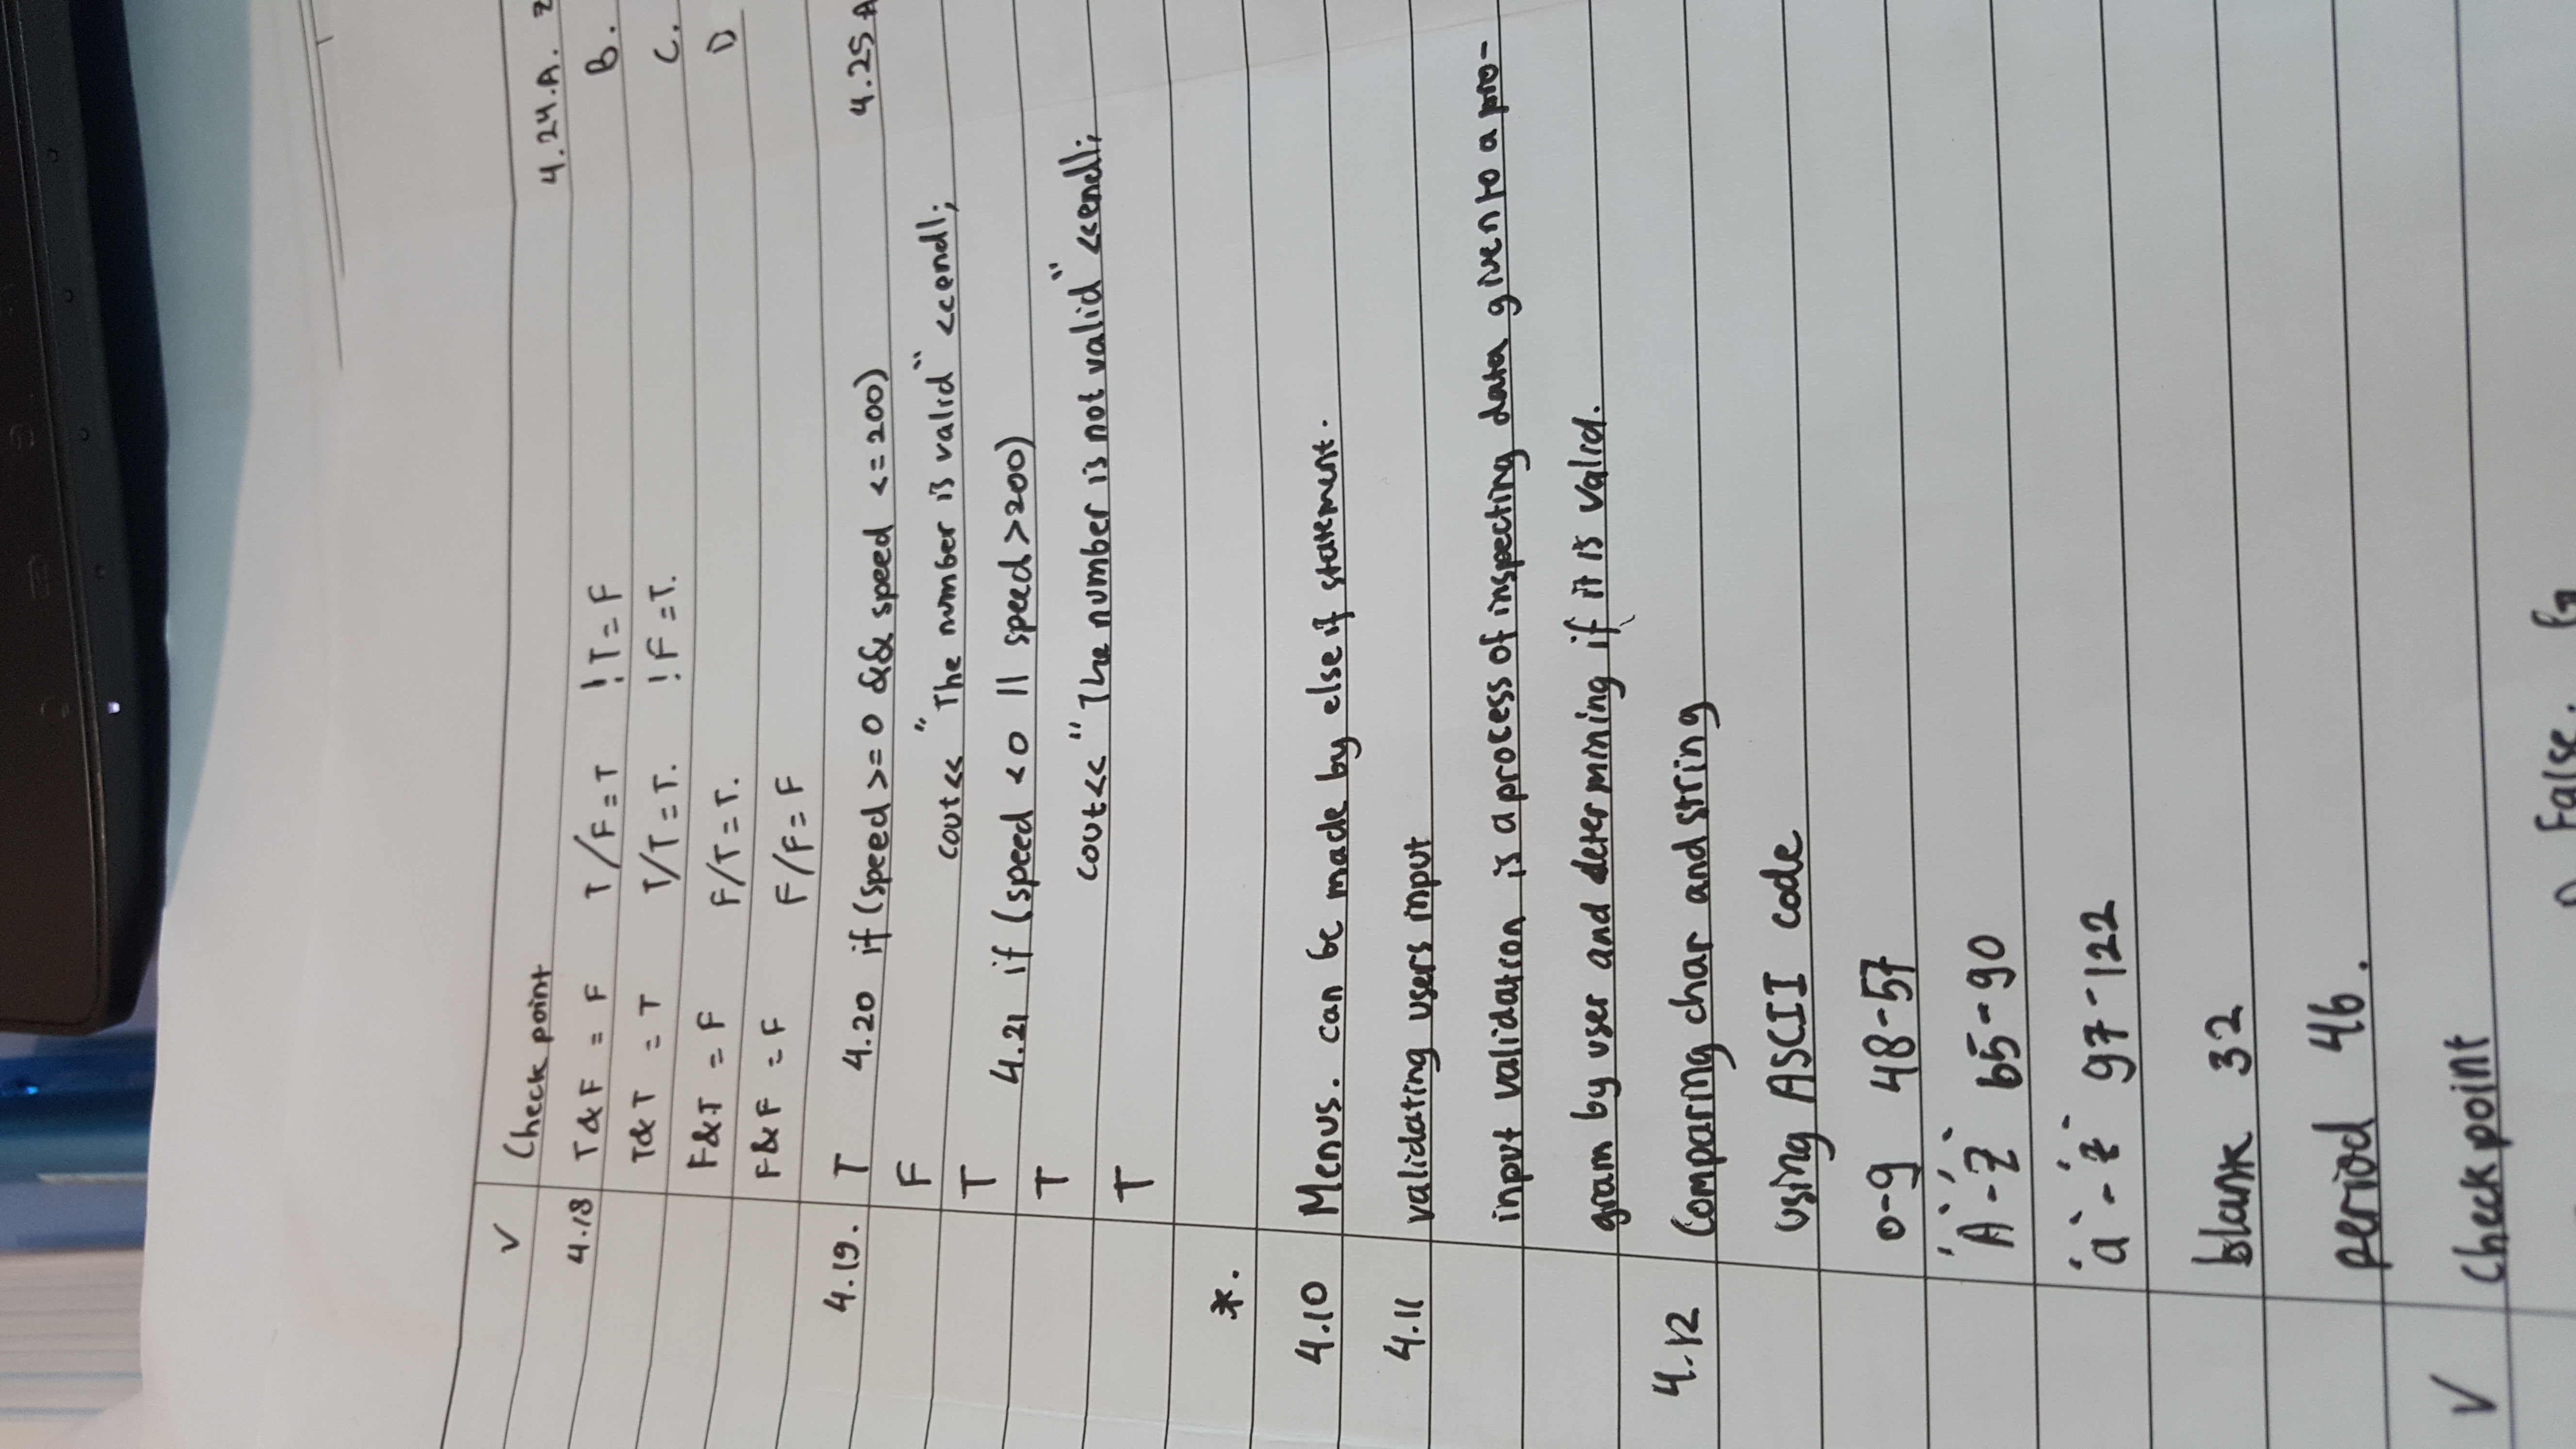 ✓ Check point
4.18 T & F = F T/F = T !T = F
T & T = T T/T = T. !F = T.
F & T = F F/T = T.
F & F = F F/F = F
4.19. T 4.20 if (speed >= 0 && speed <= 200)
F cout<< "The number is valid" <<endl;
T 4.21 if (speed <0 || speed >200)
T cout<< "The number is not valid" <<endl;
T
*.
4.10 Menus. can be made by else if statement.
4.11 validating users input
input validation is a process of inspecting data given to a pro-
gram by user and determining if it is valid.
4.12 Comparing char and string
using ASCII code
0-9 48-57
'A'-'Z' 65-90
'a'-'z' 97-122
blank 32
period 46.
✓ Check point
False.
4.24.A.
B.
C.
D
4.25 A